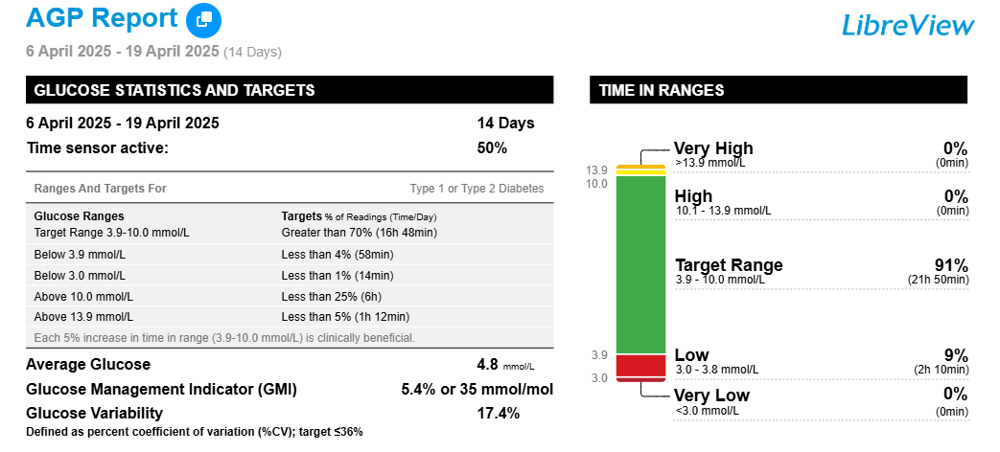 AGP Report
LibreView
6 April 2025 - 19 April 2025 (14 Days)
GLUCOSE STATISTICS AND TARGETS
6 April 2025 - 19 April 2025 14 Days
Time sensor active: 50%
Ranges And Targets For Type 1 or Type 2 Diabetes
Glucose Ranges Targets % of Readings (Time/Day)
Target Range 3.9-10.0 mmol/L Greater than 70% (16h 48min)
Below 3.9 mmol/L Less than 4% (58min)
Below 3.0 mmol/L Less than 1% (14min)
Above 10.0 mmol/L Less than 25% (6h)
Above 13.9 mmol/L Less than 5% (1h 12min)
Each 5% increase in time in range (3.9-10.0 mmol/L) is clinically beneficial.
Average Glucose 4.8 mmol/L
Glucose Management Indicator (GMI) 5.4% or 35 mmol/mol
Glucose Variability 17.4%
Defined as percent coefficient of variation (%CV); target ≤36%
TIME IN RANGES
13.9
10.0
3.9
3.0
Very High 0%
>13.9 mmol/L (0min)
High 0%
10.1 - 13.9 mmol/L (0min)
Target Range 91%
3.9 - 10.0 mmol/L (21h 50min)
Low 9%
3.0 - 3.8 mmol/L (2h 10min)
Very Low 0%
<3.0 mmol/L (0min)